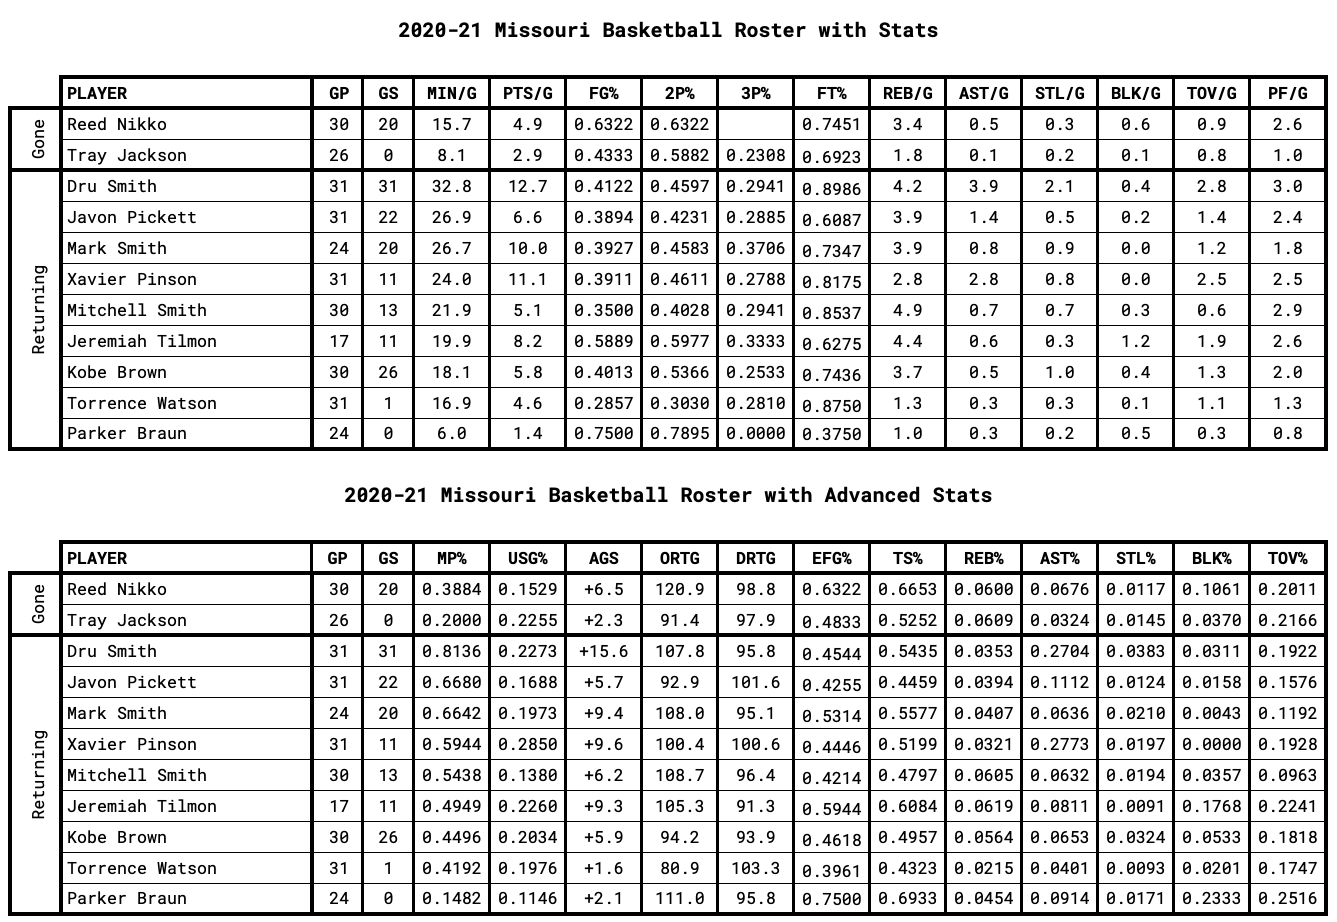 2020-21 Missouri Basketball Roster with Stats
PLAYER GP GS MIN/G PTS/G FG% 2P% 3P% FT% REB/G AST/G STL/G BLK/G TOV/G PF/G
Gone
Reed Nikko 30 20 15.7 4.9 0.6322 0.6322 0.7451 3.4 0.5 0.3 0.6 0.9 2.6
Tray Jackson 26 0 8.1 2.9 0.4333 0.5882 0.2308 0.6923 1.8 0.1 0.2 0.1 0.8 1.0
Returning
Dru Smith 31 31 32.8 12.7 0.4122 0.4597 0.2941 0.8986 4.2 3.9 2.1 0.4 2.8 3.0
Javon Pickett 31 22 26.9 6.6 0.3894 0.4231 0.2885 0.6087 3.9 1.4 0.5 0.2 1.4 2.4
Mark Smith 24 20 26.7 10.0 0.3927 0.4583 0.3706 0.7347 3.9 0.8 0.9 0.0 1.2 1.8
Xavier Pinson 31 11 24.0 11.1 0.3911 0.4611 0.2788 0.8175 2.8 2.8 0.8 0.0 2.5 2.5
Mitchell Smith 30 13 21.9 5.1 0.3500 0.4028 0.2941 0.8537 4.9 0.7 0.7 0.3 0.6 2.9
Jeremiah Tilmon 17 11 19.9 8.2 0.5889 0.5977 0.3333 0.6275 4.4 0.6 0.3 1.2 1.9 2.6
Kobe Brown 30 26 18.1 5.8 0.4013 0.5366 0.2533 0.7436 3.7 0.5 1.0 0.4 1.3 2.0
Torrence Watson 31 1 16.9 4.6 0.2857 0.3030 0.2810 0.8750 1.3 0.3 0.3 0.1 1.1 1.3
Parker Braun 24 0 6.0 1.4 0.7500 0.7895 0.0000 0.3750 1.0 0.3 0.2 0.5 0.3 0.8
2020-21 Missouri Basketball Roster with Advanced Stats
PLAYER GP GS MP% USG% AGS ORTG DRTG EFG% TS% REB% AST% STL% BLK% TOV%
Gone
Reed Nikko 30 20 0.3884 0.1529 +6.5 120.9 98.8 0.6322 0.6653 0.0600 0.0676 0.0117 0.1061 0.2011
Tray Jackson 26 0 0.2000 0.2255 +2.3 91.4 97.9 0.4833 0.5252 0.0609 0.0324 0.0145 0.0370 0.2166
Returning
Dru Smith 31 31 0.8136 0.2273 +15.6 107.8 95.8 0.4544 0.5435 0.0353 0.2704 0.0383 0.0311 0.1922
Javon Pickett 31 22 0.6680 0.1688 +5.7 92.9 101.6 0.4255 0.4459 0.0394 0.1112 0.0124 0.0158 0.1576
Mark Smith 24 20 0.6642 0.1973 +9.4 108.0 95.1 0.5314 0.5577 0.0407 0.0636 0.0210 0.0043 0.1192
Xavier Pinson 31 11 0.5944 0.2850 +9.6 100.4 100.6 0.4446 0.5199 0.0321 0.2773 0.0197 0.0000 0.1928
Mitchell Smith 30 13 0.5438 0.1380 +6.2 108.7 96.4 0.4214 0.4797 0.0605 0.0632 0.0194 0.0357 0.0963
Jeremiah Tilmon 17 11 0.4949 0.2260 +9.3 105.3 91.3 0.5944 0.6084 0.0619 0.0811 0.0091 0.1768 0.2241
Kobe Brown 30 26 0.4496 0.2034 +5.9 94.2 93.9 0.4618 0.4957 0.0564 0.0653 0.0324 0.0533 0.1818
Torrence Watson 31 1 0.4192 0.1976 +1.6 80.9 103.3 0.3961 0.4323 0.0215 0.0401 0.0093 0.0201 0.1747
Parker Braun 24 0 0.1482 0.1146 +2.1 111.0 95.8 0.7500 0.6933 0.0454 0.0914 0.0171 0.2333 0.2516